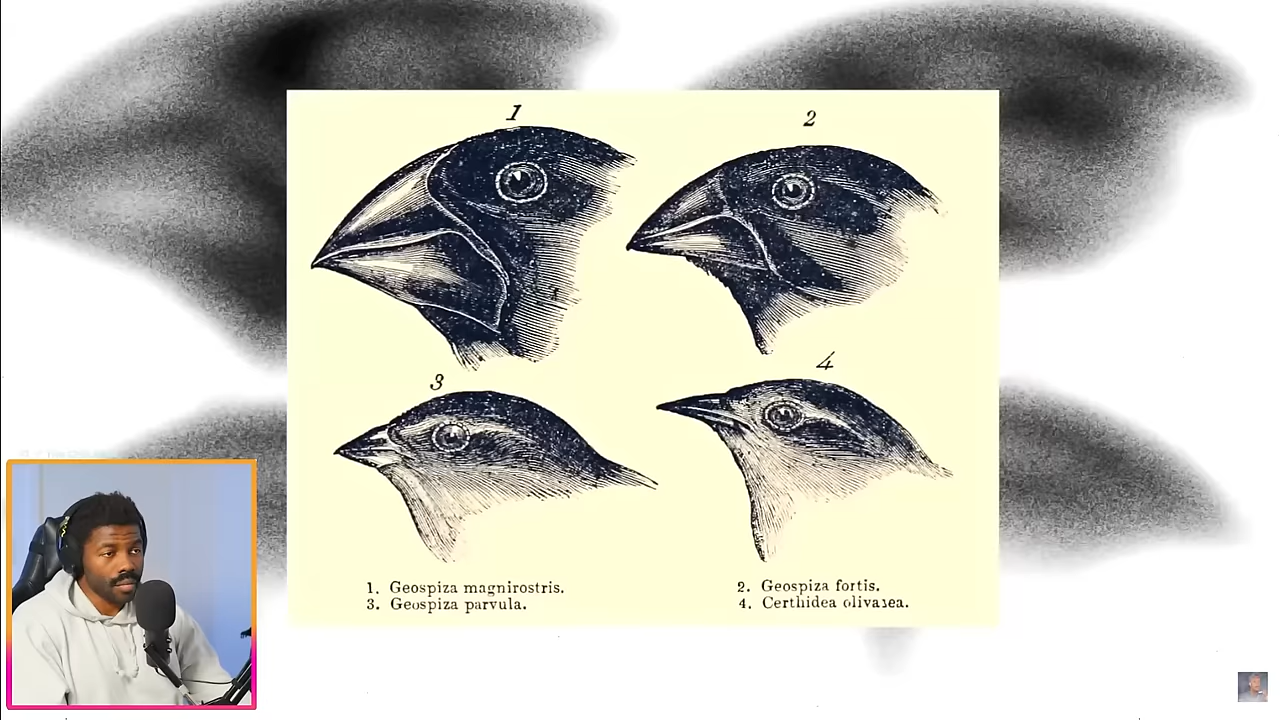 1
2
3
4
1. Geospiza magnirostris.
2. Geospiza fortis.
3. Geospiza parvula.
4. Certhidea olivasea.